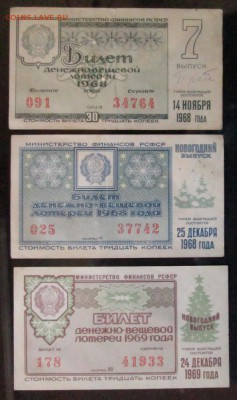 COINS.LAVE.RU
МИНИСТЕРСТВО ФИНАНСОВ РСФСР
Билет
денежно-вещевой
лотереи
1968
7
ВЫПУСК
091
34764
30
14 НОЯБРЯ
1968 ГОДА
СТОИМОСТЬ БИЛЕТА ТРИДЦАТЬ КОПЕЕК
МИНИСТЕРСТВО ФИНАНСОВ РСФСР
НОВОГОДНИЙ
ВЫПУСК
БИЛЕТ
ДЕНЕЖНО-ВЕЩЕВОЙ
ЛОТЕРЕИ 1968 ГОДА
025
37742
25 ДЕКАБРЯ
1968 ГОДА
СТОИМОСТЬ БИЛЕТА ТРИДЦАТЬ КОПЕЕК
МИНИСТЕРСТВО ФИНАНСОВ РСФСР
НОВОГОДНИЙ
ВЫПУСК
БИЛЕТ
ДЕНЕЖНО-ВЕЩЕВОЙ
ЛОТЕРЕИ 1969 ГОДА
178
41933
24 ДЕКАБРЯ
1969 ГОДА
СТОИМОСТЬ БИЛЕТА ТРИДЦАТЬ КОПЕЕК